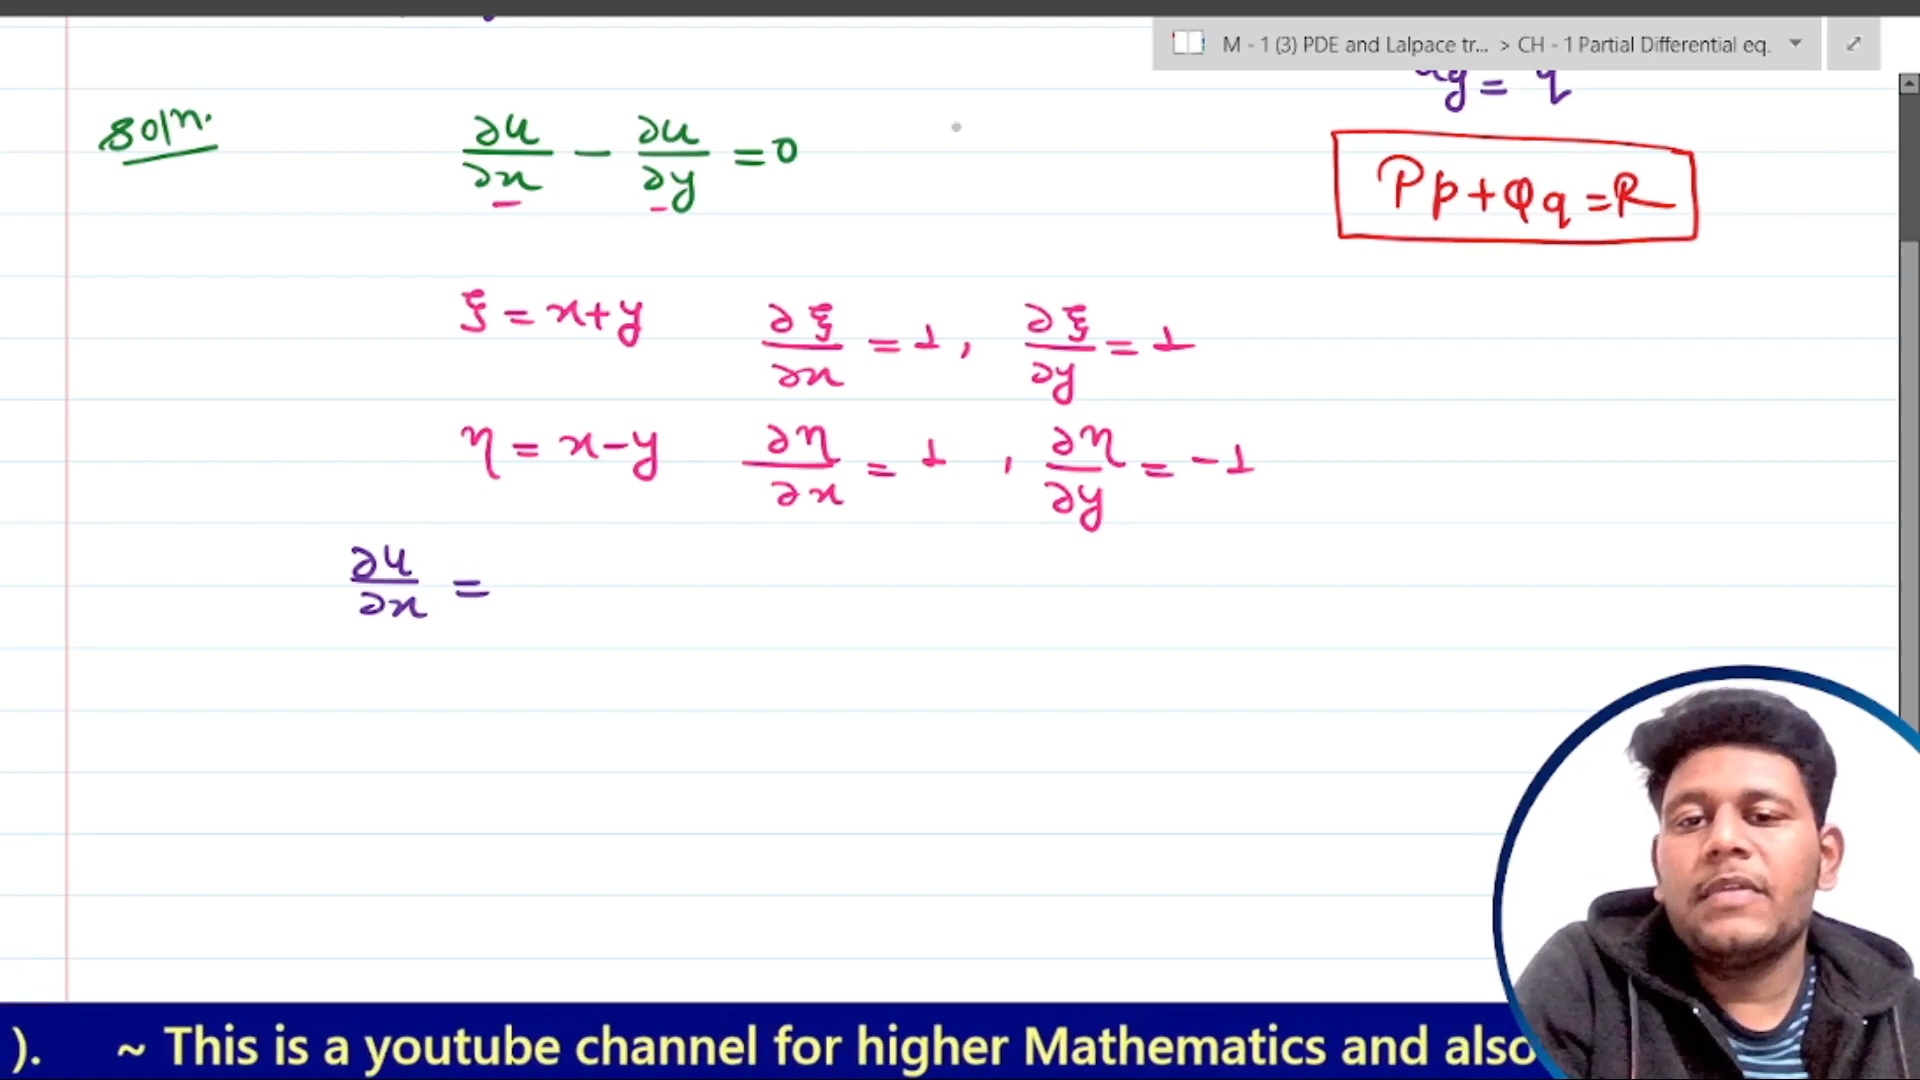 M - 1 (3) PDE and Lalpace tr... > CH - 1 Partial Differential eq.
= q
Soln.
∂u/∂x - ∂u/∂y = 0
Pp + Qq = R
ξ = x+y ∂ξ/∂x = 1, ∂ξ/∂y = 1
η = x-y ∂η/∂x = 1, ∂η/∂y = -1
∂u/∂x =
). ~ This is a youtube channel for higher Mathematics and also